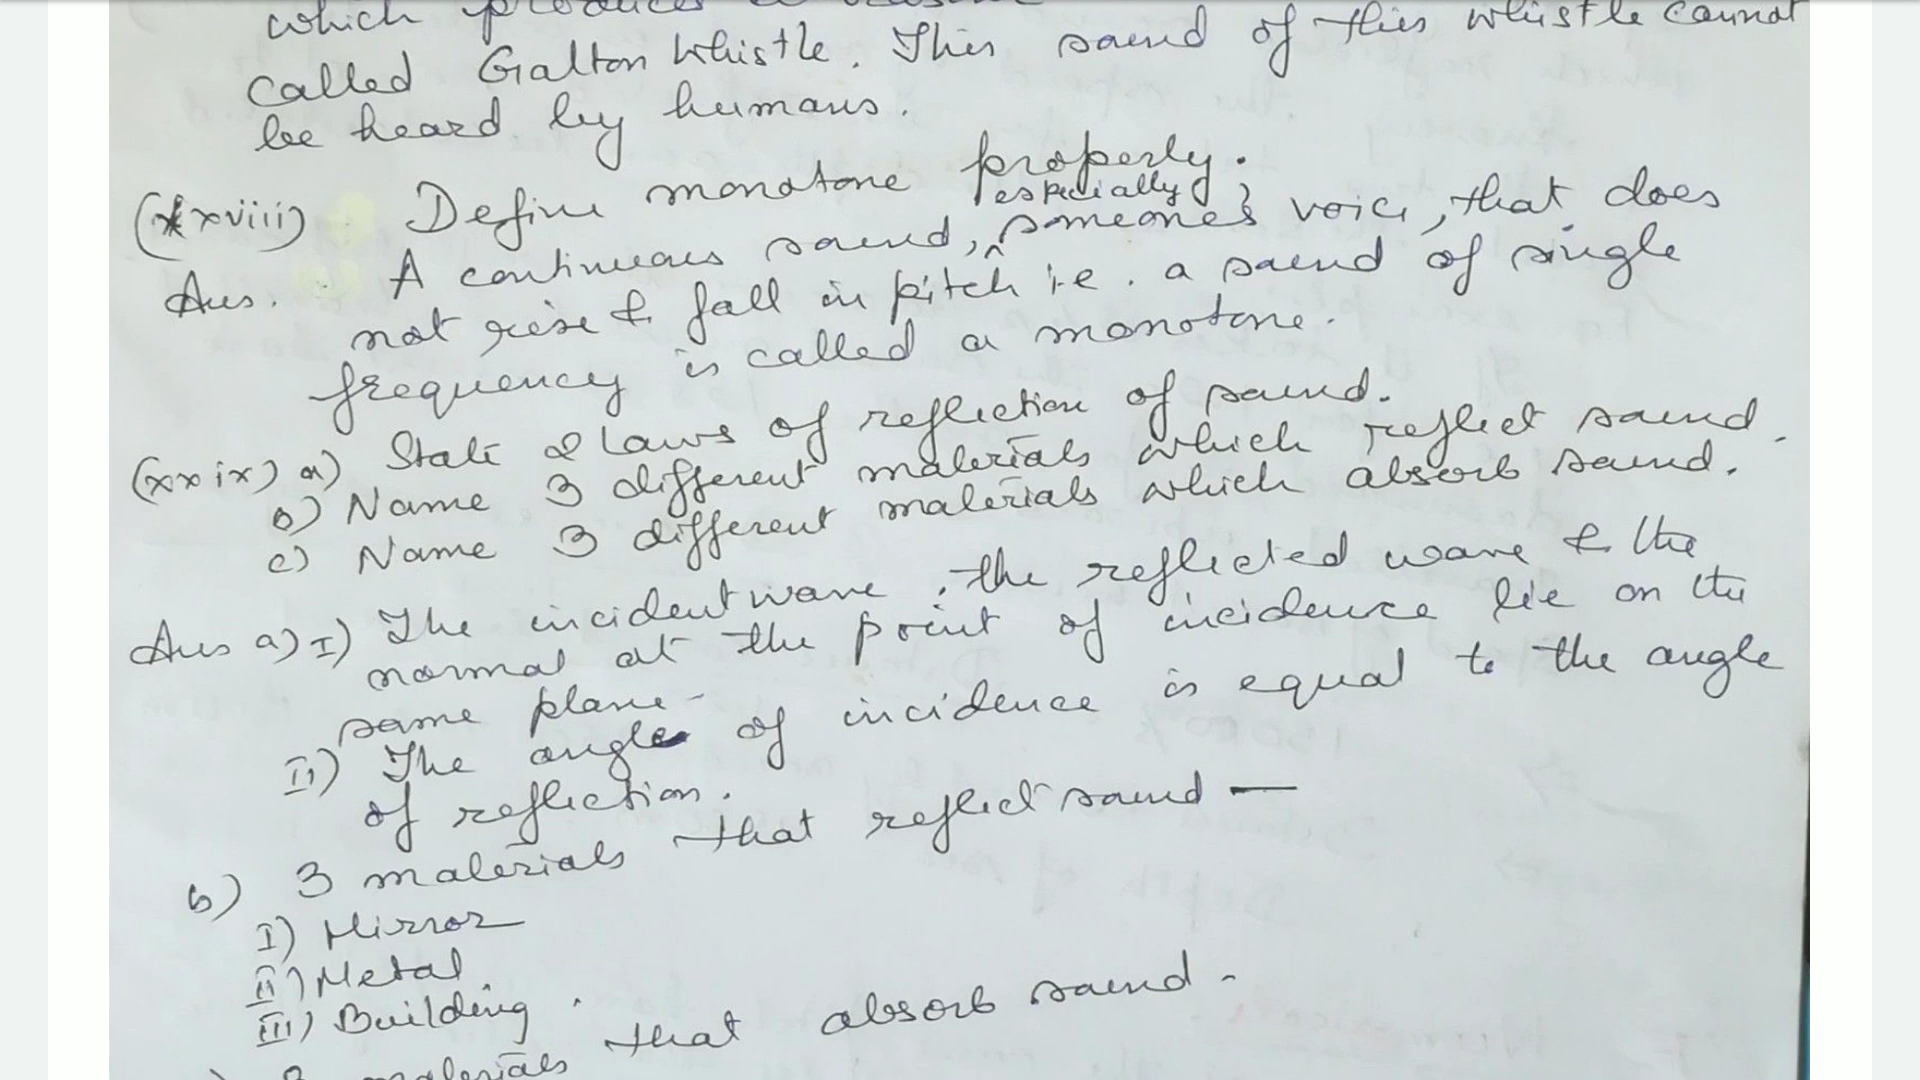 which produces a
called Galton Whistle. This sound of this whistle cannot
be heard by humans.
(xxviii) Define monotone properly.
Ans. A continuous sound, especially someone's voice, that does
not rise & fall in pitch i.e. a sound of single
frequency is called a monotone.
(xxix) a) State 2 laws of reflection of sound.
b) Name 3 different materials which reflect sound.
c) Name 3 different materials which absorb sound.
Ans a) I) The incident wave, the reflected wave & the
normal at the point of incidence lie on the
same plane.
II) The angle of incidence is equal to the angle
of reflection.
b) 3 materials that reflect sound —
I) Mirror
II) Metal
III) Building.
3 materials that absorb sound -